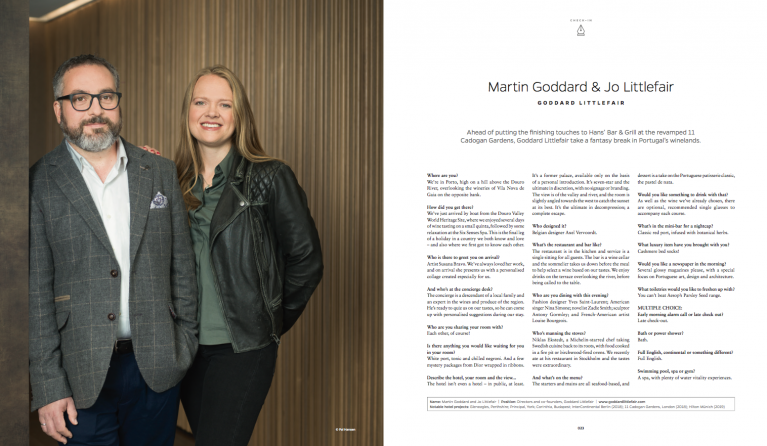 CHECK-IN
Martin Goddard & Jo Littlefair
GODDARD LITTLEFAIR
Ahead of putting the finishing touches to Hans' Bar & Grill at the revamped 11
Cadogan Gardens, Goddard Littlefair take a fantasy break in Portugal's winelands.
Where are you?
We're in Porto, high on a hill above the Douro
River, overlooking the wineries of Vila Nova de
Gaia on the opposite bank.
How did you get there?
We've just arrived by boat from the Douro Valley
World Heritage Site, where we enjoyed several days
of wine tasting on a small quinta, followed by some
relaxation at the Six Senses Spa. This is the final leg
of a holiday in a country we both know and love
– and also where we first got to know each other.
Who is there to greet you on arrival?
Artist Susana Bravo. We've always loved her work,
and on arrival she presents us with a personalised
collage created especially for us.
And who's at the concierge desk?
The concierge is a descendant of a local family and
an expert in the wines and produce of the region.
He's ready to quiz us on our tastes, so he can come
up with personalised suggestions during our stay.
Who are you sharing your room with?
Each other, of course!
Is there anything you would like waiting for you
in your room?
White port, tonic and chilled negroni. And a few
mystery packages from Dior wrapped in ribbons.
Describe the hotel, your room and the view...
The hotel isn't even a hotel – in public, at least.
It's a former palace, available only on the basis
of a personal introduction. It's seven-star and the
ultimate in discretion, with no signage or branding.
The view is of the valley and river, and the room is
slightly angled towards the west to catch the sunset
at its best. It's the ultimate in decompression; a
complete escape.
Who designed it?
Belgian designer Axel Vervoordt.
What's the restaurant and bar like?
The restaurant is in the kitchen and service is a
single sitting for all guests. The bar is a wine cellar
and the sommelier takes us down before the meal
to help select a wine based on our tastes. We enjoy
drinks on the terrace overlooking the river, before
being called to the table.
Who are you dining with this evening?
Fashion designer Yves Saint-Laurent; American
singer Nina Simone; novelist Zadie Smith; sculptor
Antony Gormley; and French-American artist
Louise Bourgeois.
Who's manning the stoves?
Niklas Ekstedt, a Michelin-starred chef taking
Swedish cuisine back to its roots, with food cooked
in a fire pit or birchwood-fired ovens. We recently
ate at his restaurant in Stockholm and the tastes
were extraordinary.
And what's on the menu?
The starters and mains are all seafood-based, and
dessert is a take on the Portuguese patisserie classic,
the pastel de nata.
Would you like something to drink with that?
As well as the wine we've already chosen, there
are optional, recommended single glasses to
accompany each course.
What's in the mini-bar for a nightcap?
Classic red port, infused with botanical herbs.
What luxury item have you brought with you?
Cashmere bed socks!
Would you like a newspaper in the morning?
Several glossy magazines please, with a special
focus on Portuguese art, design and architecture.
What toiletries would you like to freshen up with?
You can't beat Aesop's Parsley Seed range.
MULTIPLE CHOICE:
Early morning alarm call or late check out?
Late check-out.
Bath or power shower?
Bath.
Full English, continental or something different?
Full English.
Swimming pool, spa or gym?
A spa, with plenty of water vitality experiences.
Name: Martin Goddard and Jo Littlefair | Position: Directors and co-founders, Goddard Littlefair | www.goddardlittlefair.com